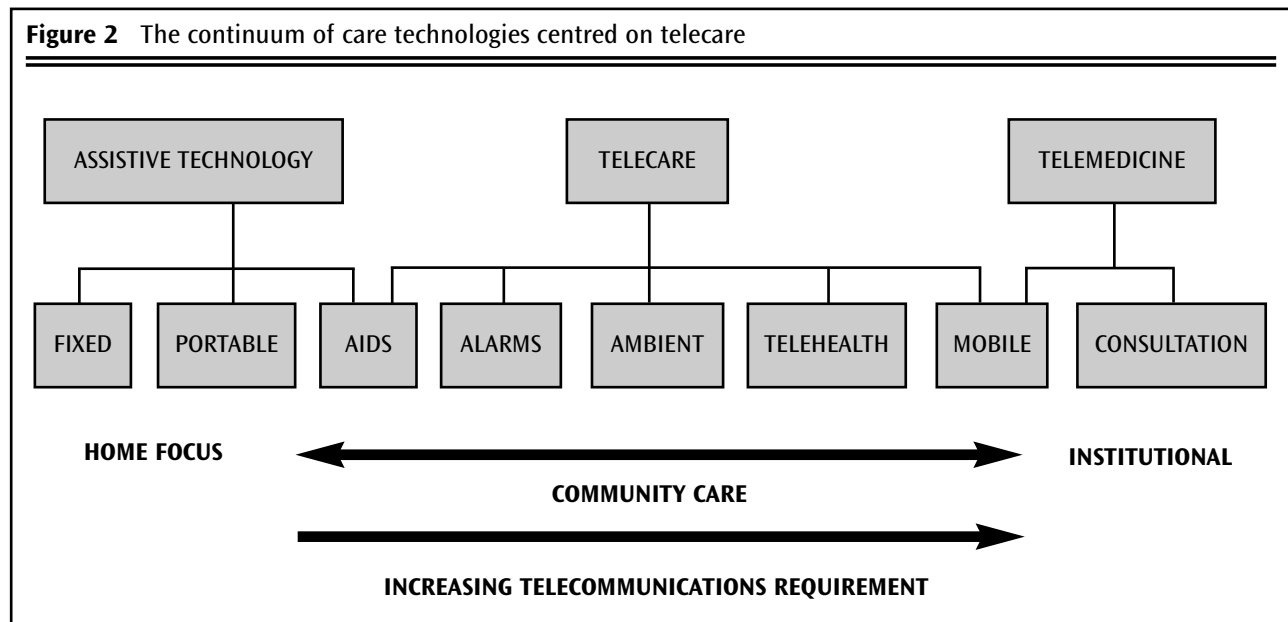 Figure 2 The continuum of care technologies centred on telecare
ASSISTIVE TECHNOLOGY TELECARE TELEMEDICINE
FIXED PORTABLE AIDS ALARMS AMBIENT TELEHEALTH MOBILE CONSULTATION
HOME FOCUS INSTITUTIONAL
COMMUNITY CARE
INCREASING TELECOMMUNICATIONS REQUIREMENT